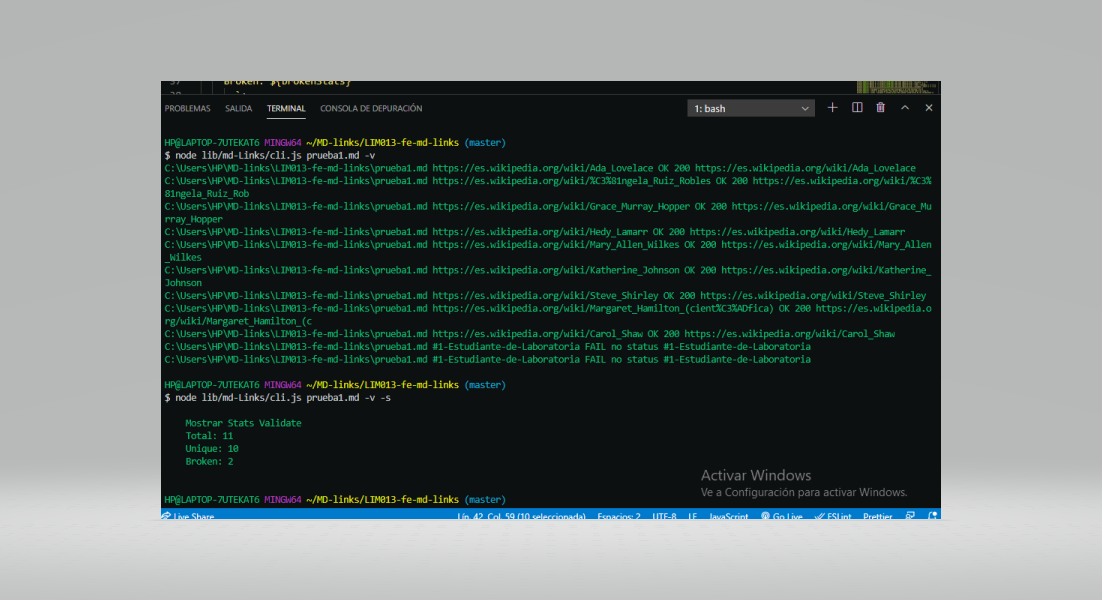 37
Broken: ${brokenStats}
38
PROBLEMAS SALIDA TERMINAL CONSOLA DE DEPURACIÓN 1: bash
HP@LAPTOP-7UTEKAT6 MINGW64 ~/MD-links/LIM013-fe-md-links (master)
$ node lib/md-Links/cli.js prueba1.md -v
C:\Users\HP\MD-links\LIM013-fe-md-links\prueba1.md https://es.wikipedia.org/wiki/Ada_Lovelace OK 200 https://es.wikipedia.org/wiki/Ada_Lovelace
C:\Users\HP\MD-links\LIM013-fe-md-links\prueba1.md https://es.wikipedia.org/wiki/%C3%81ngela_Ruiz_Robles OK 200 https://es.wikipedia.org/wiki/%C3%
81ngela_Ruiz_Rob
C:\Users\HP\MD-links\LIM013-fe-md-links\prueba1.md https://es.wikipedia.org/wiki/Grace_Murray_Hopper OK 200 https://es.wikipedia.org/wiki/Grace_Mu
rray_Hopper
C:\Users\HP\MD-links\LIM013-fe-md-links\prueba1.md https://es.wikipedia.org/wiki/Hedy_Lamarr OK 200 https://es.wikipedia.org/wiki/Hedy_Lamarr
C:\Users\HP\MD-links\LIM013-fe-md-links\prueba1.md https://es.wikipedia.org/wiki/Mary_Allen_Wilkes OK 200 https://es.wikipedia.org/wiki/Mary_Allen
_Wilkes
C:\Users\HP\MD-links\LIM013-fe-md-links\prueba1.md https://es.wikipedia.org/wiki/Katherine_Johnson OK 200 https://es.wikipedia.org/wiki/Katherine_
Johnson
C:\Users\HP\MD-links\LIM013-fe-md-links\prueba1.md https://es.wikipedia.org/wiki/Steve_Shirley OK 200 https://es.wikipedia.org/wiki/Steve_Shirley
C:\Users\HP\MD-links\LIM013-fe-md-links\prueba1.md https://es.wikipedia.org/wiki/Margaret_Hamilton_(cient%C3%ADfica) OK 200 https://es.wikipedia.o
rg/wiki/Margaret_Hamilton_(c
C:\Users\HP\MD-links\LIM013-fe-md-links\prueba1.md https://es.wikipedia.org/wiki/Carol_Shaw OK 200 https://es.wikipedia.org/wiki/Carol_Shaw
C:\Users\HP\MD-links\LIM013-fe-md-links\prueba1.md #1-Estudiante-de-Laboratoria FAIL no status #1-Estudiante-de-Laboratoria
C:\Users\HP\MD-links\LIM013-fe-md-links\prueba1.md #1-Estudiante-de-Laboratoria FAIL no status #1-Estudiante-de-Laboratoria
HP@LAPTOP-7UTEKAT6 MINGW64 ~/MD-links/LIM013-fe-md-links (master)
$ node lib/md-Links/cli.js prueba1.md -v -s
Mostrar Stats Validate
Total: 11
Unique: 10
Broken: 2
Activar Windows
Ve a Configuración para activar Windows.
HP@LAPTOP-7UTEKAT6 MINGW64 ~/MD-links/LIM013-fe-md-links (master)
Live Share Lín. 42, Col. 59 (10 seleccionada) Espacios: 2 UTF-8 LF JavaScript Go Live ESLint Prettier